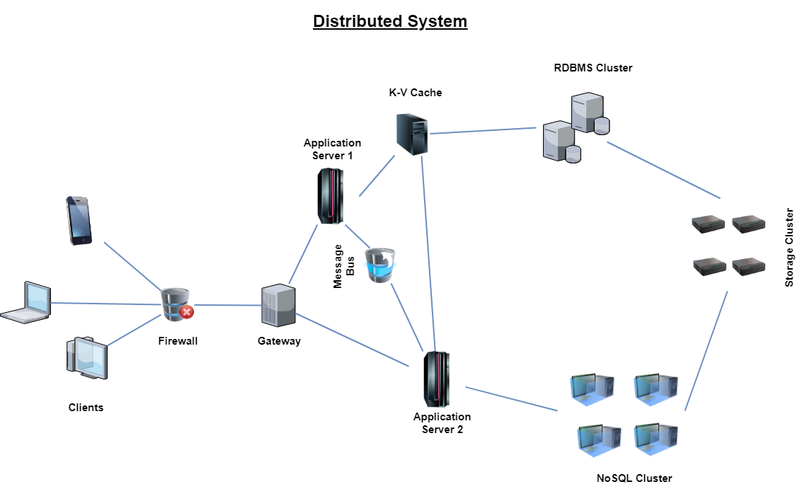 Distributed System
RDBMS Cluster
K-V Cache
Application
Server 1
Storage Cluster
Message
Bus
Firewall
Gateway
Clients
Application
Server 2
NoSQL Cluster